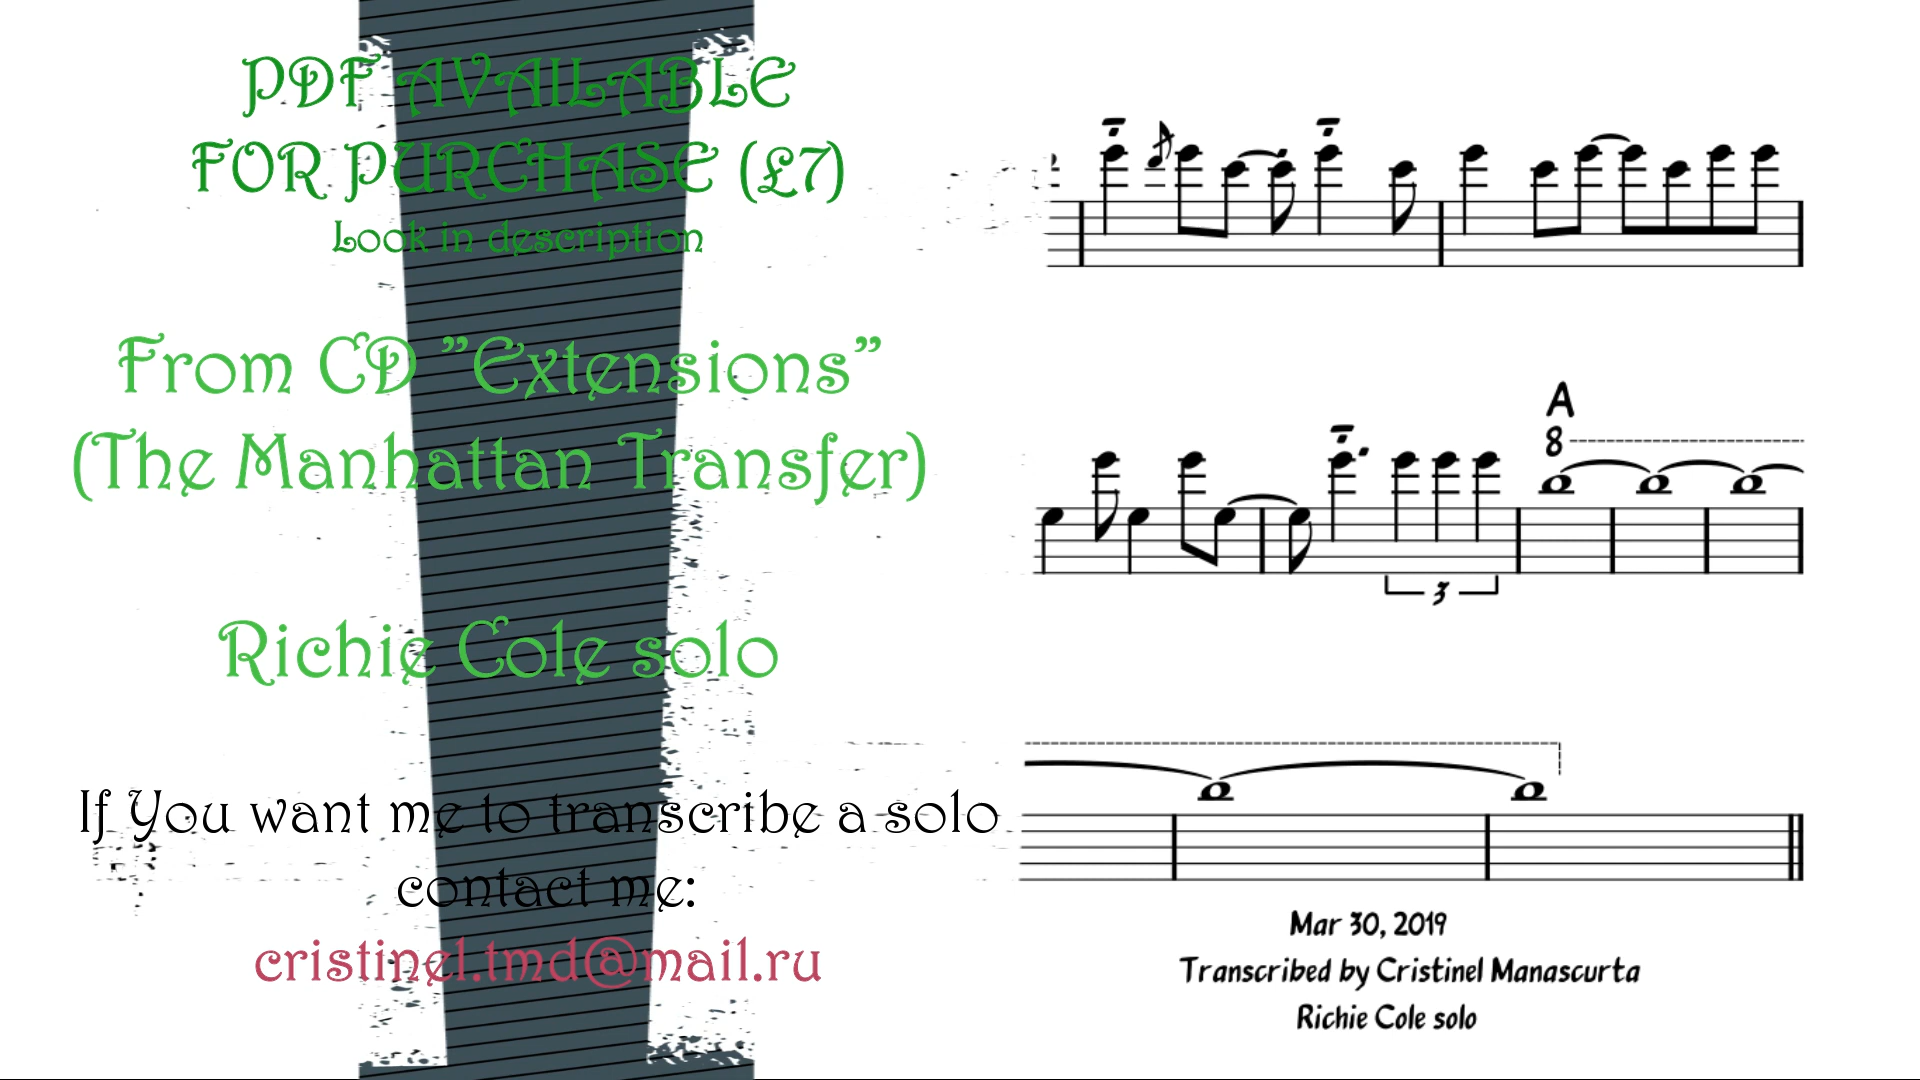 PDF AVAILABLE
FOR PURCHASE (£7)
Look in description
From CD "Extensions"
(The Manhattan Transfer)
Richie Cole solo
If You want me to transcribe a solo
contact me:
cristinel.tmd@mail.ru
A
8
3
Mar 30, 2019
Transcribed by Cristinel Manascurta
Richie Cole solo